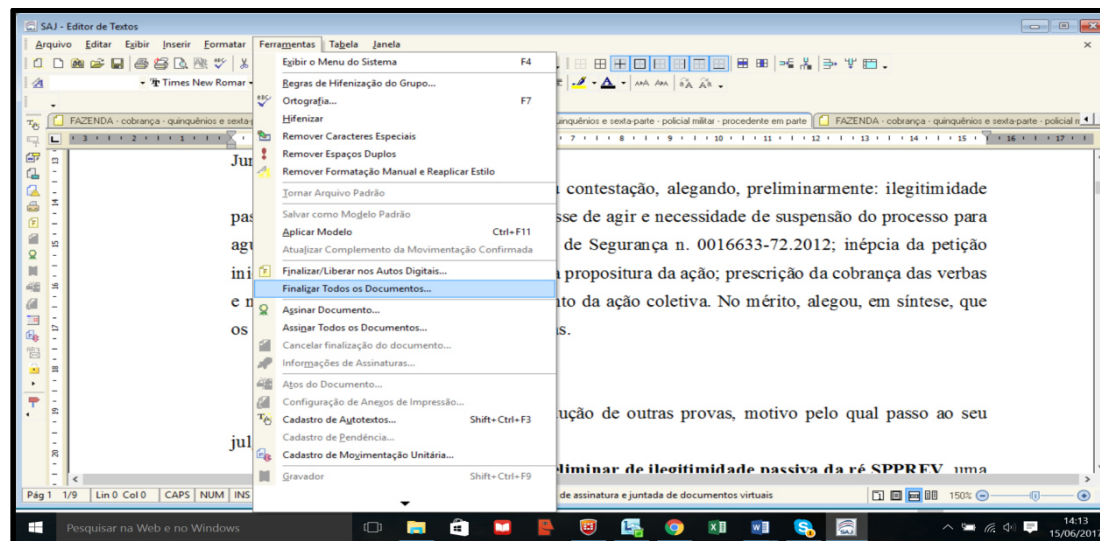 SAJ - Editor de Textos
Arquivo Editar Exibir Inserir Formatar Ferramentas Tabela Janela
Times New Romar
FAZENDA - cobrança - quinquênios e sexta-p
inquênios e sexta-parte - policial militar - procedente em parte
FAZENDA - cobrança - quinquênios e sexta-parte - policial m
Exibir o Menu do Sistema F4
Regras de Hifenização do Grupo...
Ortografia... F7
Hifenizar
Remover Caracteres Especiais
Remover Espaços Duplos
Remover Formatação Manual e Reaplicar Estilo
Tornar Arquivo Padrão
Salvar como Modelo Padrão
Aplicar Modelo Ctrl+F11
Atualizar Complemento da Movimentação Confirmada
Finalizar/Liberar nos Autos Digitais...
Finalizar Todos os Documentos...
Assinar Documento...
Assinar Todos os Documentos...
Cancelar finalização do documento...
Informações de Assinaturas...
Atos do Documento...
Configuração de Anexos de Impressão...
Cadastro de Autotextos... Shift+Ctrl+F3
Cadastro de Pendência...
Cadastro de Movimentação Unitária...
Gravador Shift+Ctrl+F9
Jur
contestação, alegando, preliminarmente: ilegitimidade
pas sse de agir e necessidade de suspensão do processo para
agu de Segurança n. 0016633-72.2012; inépcia da petição
ini a propositura da ação; prescrição da cobrança das verbas
e n nto da ação coletiva. No mérito, alegou, em síntese, que
os as.
ução de outras provas, motivo pelo qual passo ao seu
jul
eliminar de ilegitimidade passiva da ré SPPREV, uma
Pág 1 1/9 Lin 0 Col 0 CAPS NUM INS de assinatura e juntada de documentos virtuais 150%
Pesquisar na Web e no Windows
14:13
15/06/2017